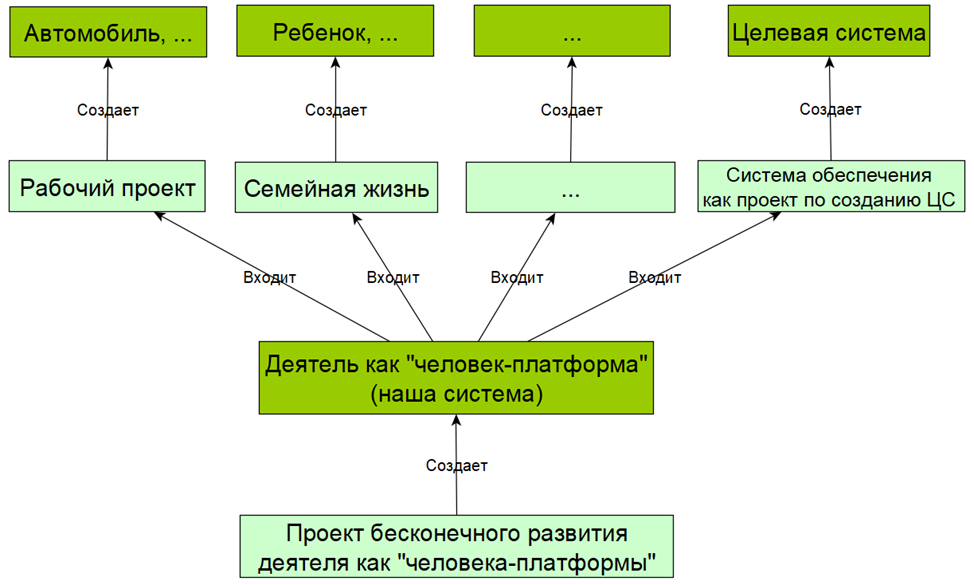 Автомобиль, ...
Ребенок, ...
...
Целевая система
Создает
Создает
Создает
Создает
Рабочий проект
Семейная жизнь
...
Система обеспечения
как проект по созданию ЦС
Входит
Входит
Входит
Входит
Деятель как "человек-платформа"
(наша система)
Создает
Проект бесконечного развития
деятеля как "человека-платформы"